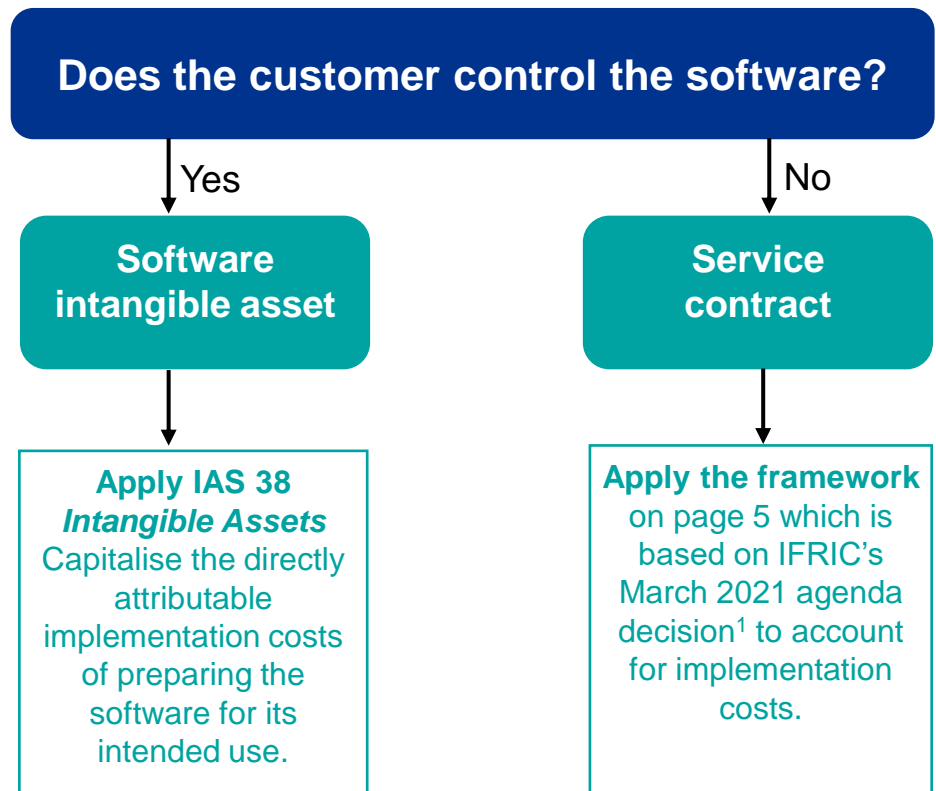 Does the customer control the software?
Yes
No
Software
intangible asset
Service
contract
Apply IAS 38
Intangible Assets
Capitalise the directly
attributable
implementation costs
of preparing the
software for its
intended use.
Apply the framework
on page 5 which is
based on IFRIC's
March 2021 agenda
decision¹ to account
for implementation
costs.